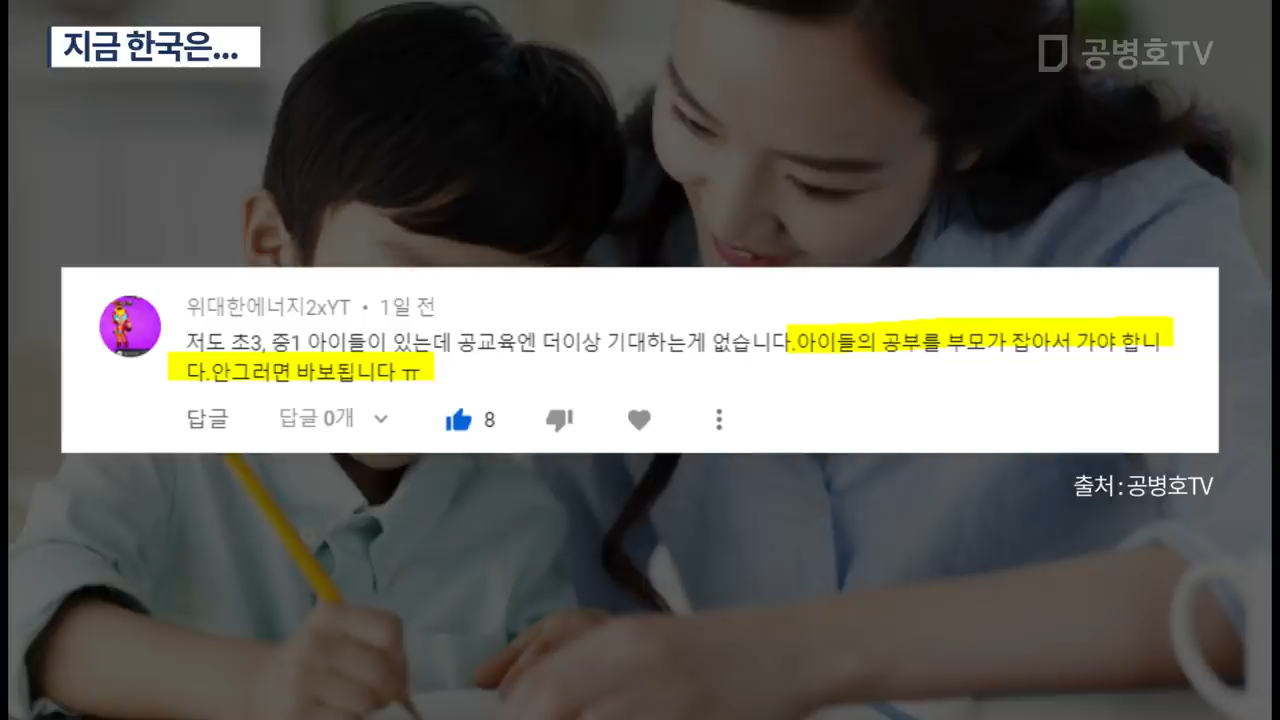 지금 한국은...
공병호TV
위대한에너지2xYT • 1일 전
저도 초3, 중1 아이들이 있는데 공교육엔 더이상 기대하는게 없습니다.아이들의 공부를 부모가 잡아서 가야 합니
다.안그러면 바보됩니다 ㅠ
답글 답글 0개 8
출처 : 공병호TV